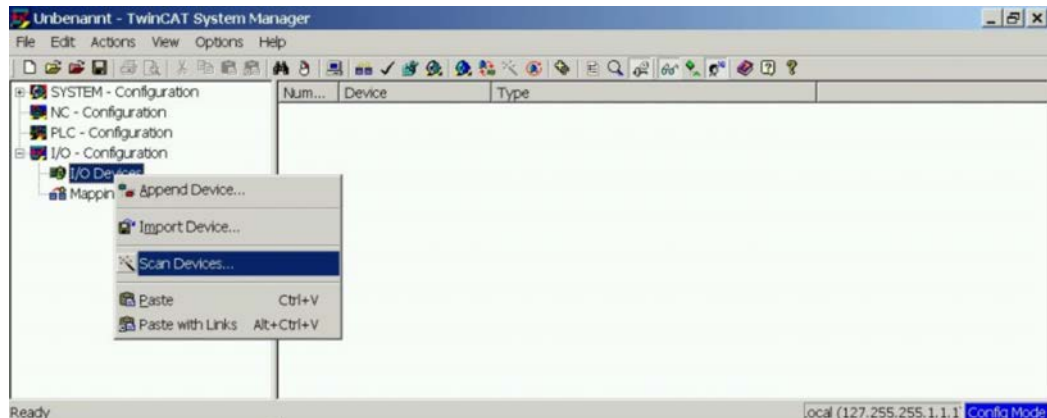 Unbenannt - TwinCAT System Manager
File Edit Actions View Options Help
SYSTEM - Configuration
NC - Configuration
PLC - Configuration
I/O - Configuration
I/O Devices
Mappin
Num... Device Type
Append Device...
Import Device...
Scan Devices...
Paste Ctrl+V
Paste with Links Alt+Ctrl+V
Ready
Local (127.255.255.1.1.1) Config Mode